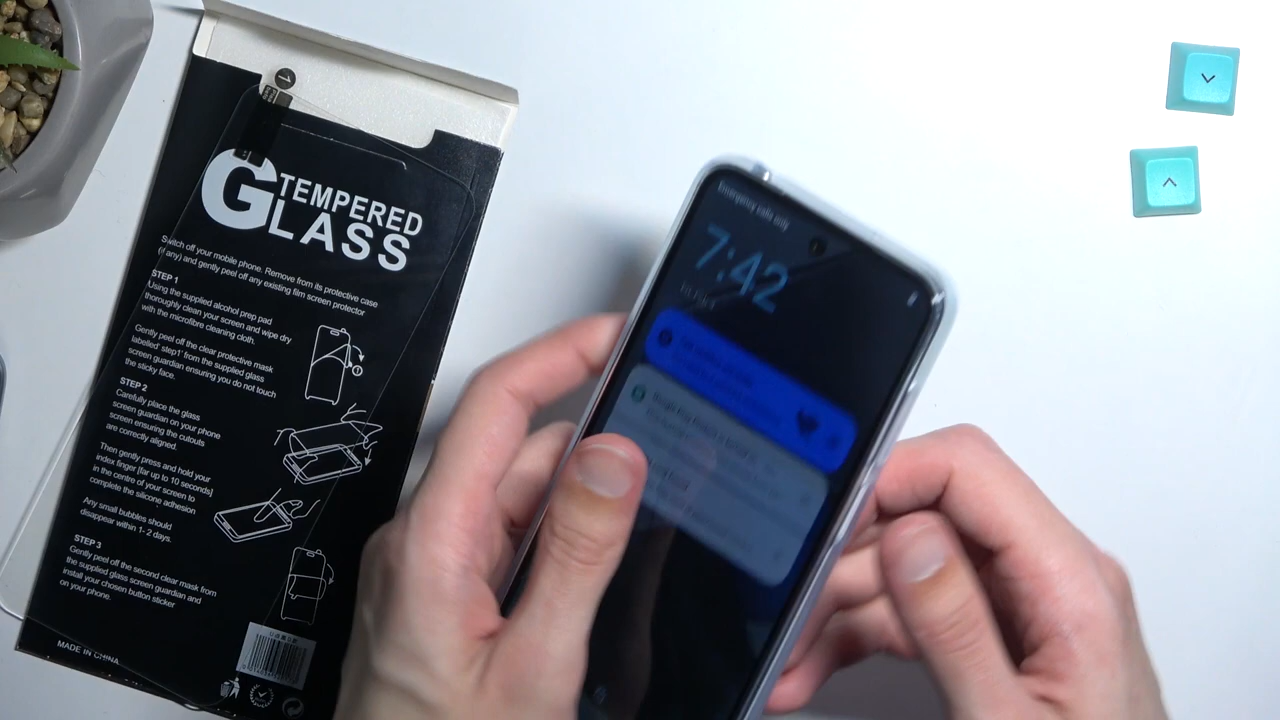 1
TEMPERED
GLASS
Switch off your mobile phone. Remove from its protective case
(if any) and gently peel off any existing film screen protector
STEP 1
Using the supplied alcohol prep pad
thoroughly clean your screen and wipe dry
with the microfibre cleaning cloth.
Gently peel off the clear protective mask
labelled' step1' from the supplied glass
screen guardian ensuring you do not touch
the sticky face.
STEP 2
Carefully place the glass
screen guardian on your phone
screen ensuring the cutouts
are correctly aligned.
Then gently press and hold your
index finger [far up to 10 seconds]
in the centre of your screen to
complete the silicone adhesion
Any small bubbles should
disappear within 1- 2 days.
STEP 3
Gently peel off the second clear mask from
the supplied glass screen guardian and
install your chosen button sticker
on your phone.
MADE IN CHINA
Emergency calls only
7:42